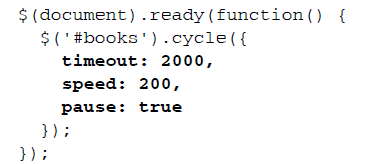 $(document).ready(function() {
  $('#books').cycle({
    timeout: 2000,
    speed: 200,
    pause: true
  });
});